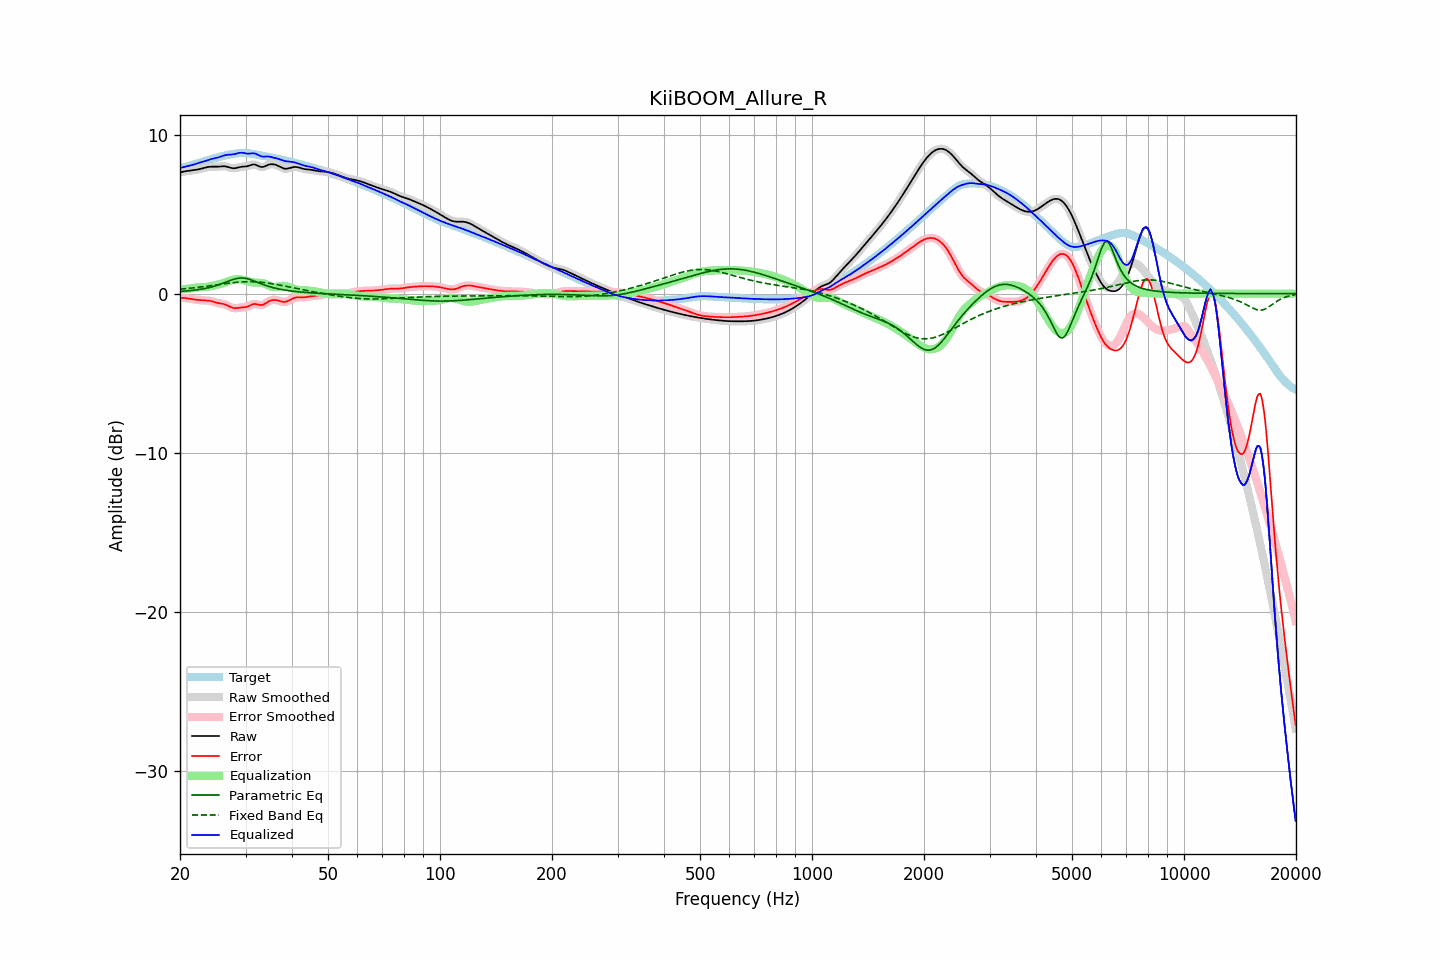 KiiBOOM_Allure_R
10
0
−10
−20
−30
Amplitude (dBr)
Target
Raw Smoothed
Error Smoothed
Raw
Error
Equalization
Parametric Eq
Fixed Band Eq
Equalized
20 50 100 200 500 1000 2000 5000 10000 20000
Frequency (Hz)